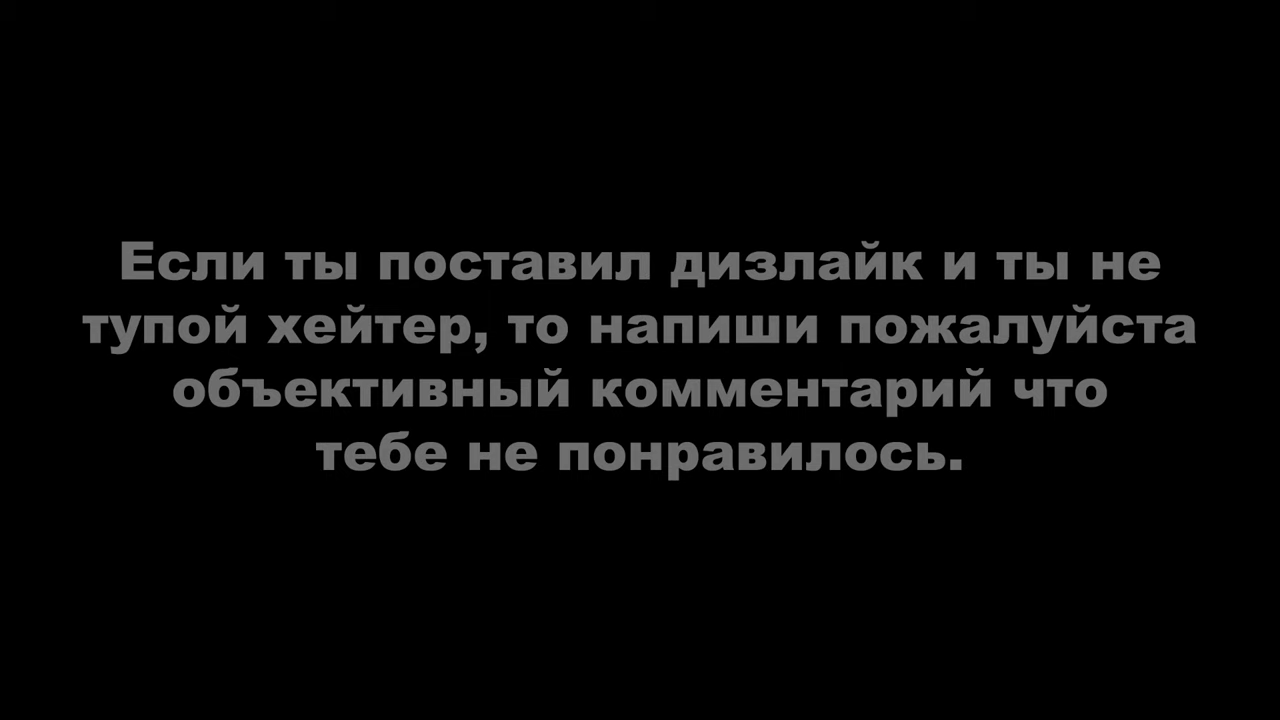 Если ты поставил дизлайк и ты не
тупой хейтер, то напиши пожалуйста
объективный комментарий что
тебе не понравилось.